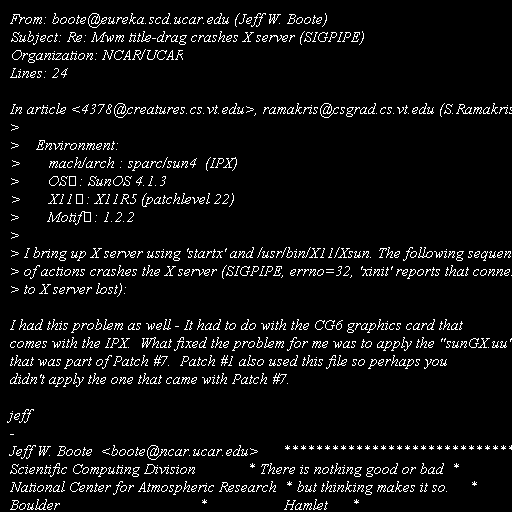 From: boote@eureka.scd.ucar.edu (Jeff W. Boote)
Subject: Re: Mwm title-drag crashes X server (SIGPIPE)
Organization: NCAR/UCAR
Lines: 24

In article <4378@creatures.cs.vt.edu>, ramakris@csgrad.cs.vt.edu (S.Ramakris
>
> Environment:
> mach/arch : sparc/sun4 (IPX)
> OS▯ : SunOS 4.1.3
> X11▯ : X11R5 (patchlevel 22)
> Motif▯ : 1.2.2
>
> I bring up X server using 'startx' and /usr/bin/X11/Xsun. The following sequen
> of actions crashes the X server (SIGPIPE, errno=32, 'xinit' reports that conne
> to X server lost):

I had this problem as well - It had to do with the CG6 graphics card that
comes with the IPX. What fixed the problem for me was to apply the "sunGX.uu"
that was part of Patch #7. Patch #1 also used this file so perhaps you
didn't apply the one that came with Patch #7.

jeff
-
Jeff W. Boote <boote@ncar.ucar.edu> ******************************
Scientific Computing Division * There is nothing good or bad *
National Center for Atmospheric Research * but thinking makes it so. *
Boulder * Hamlet *